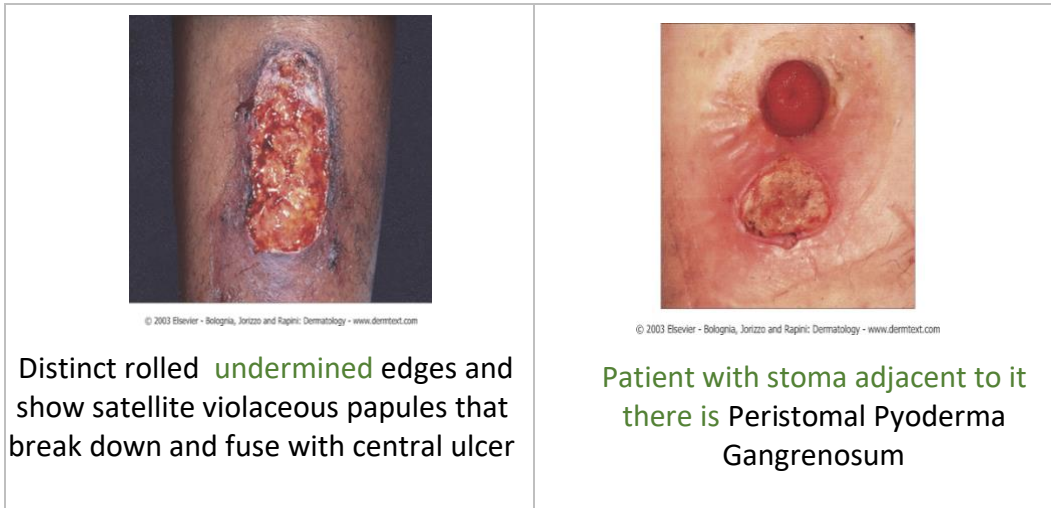 © 2003 Elsevier - Bolognia, Jorizzo and Rapini: Dermatology - www.dermtext.com
Distinct rolled undermined edges and
show satellite violaceous papules that
break down and fuse with central ulcer
© 2003 Elsevier - Bolognia, Jorizzo and Rapini: Dermatology - www.dermtext.com
Patient with stoma adjacent to it
there is Peristomal Pyoderma
Gangrenosum